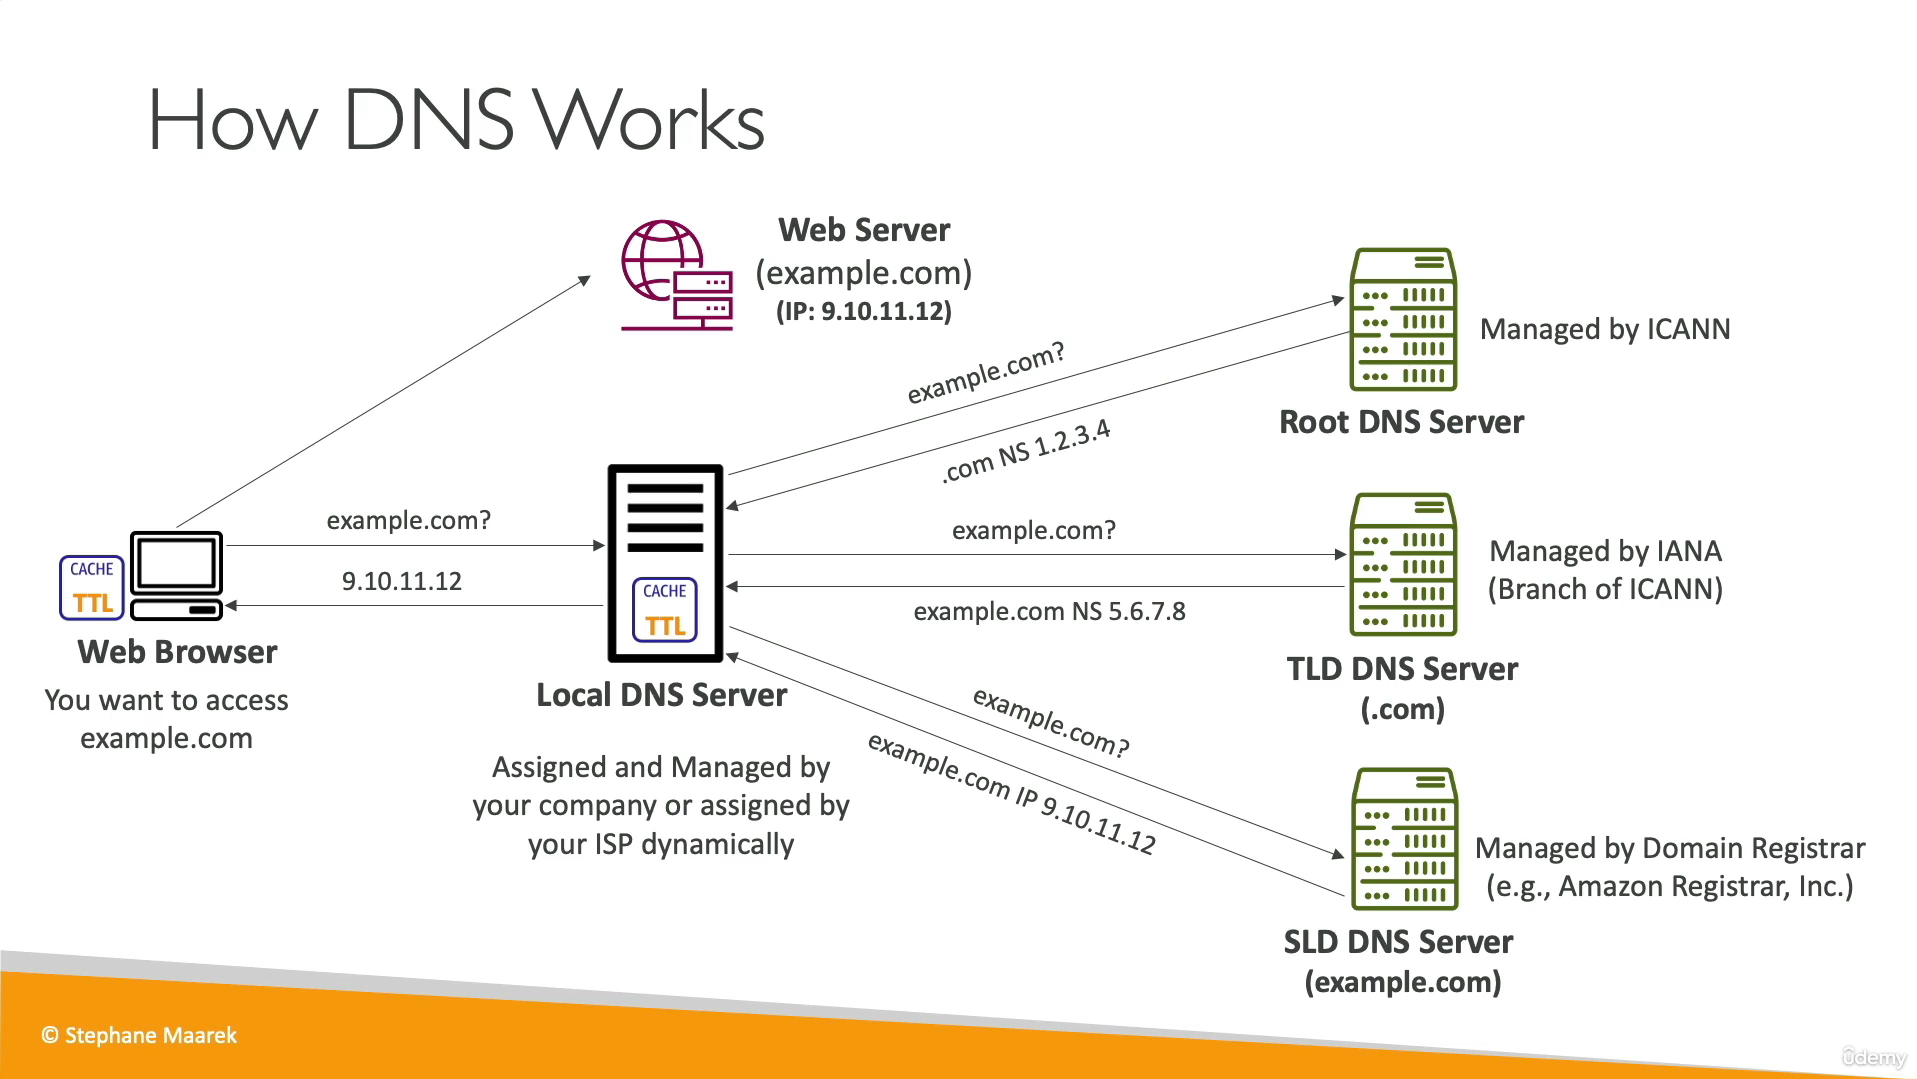 How DNS Works
Web Server
(example.com)
(IP: 9.10.11.12)
example.com?
.com NS 1.2.3.4
Managed by ICANN
Root DNS Server
example.com?
9.10.11.12
CACHE
TTL
Web Browser
You want to access
example.com
CACHE
TTL
Local DNS Server
Assigned and Managed by
your company or assigned by
your ISP dynamically
example.com?
example.com NS 5.6.7.8
Managed by IANA
(Branch of ICANN)
TLD DNS Server
(.com)
example.com?
example.com IP 9.10.11.12
Managed by Domain Registrar
(e.g., Amazon Registrar, Inc.)
SLD DNS Server
(example.com)
© Stephane Maarek
ûdemy